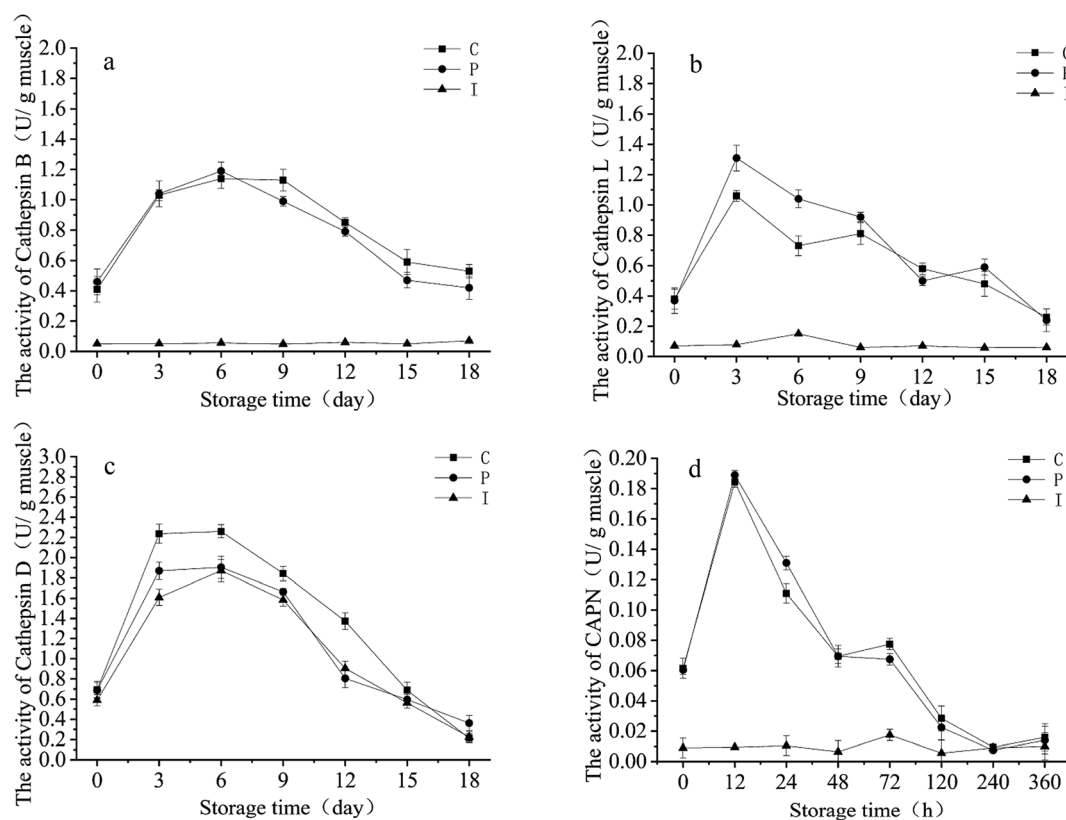 The activity of Cathepsin B（U/ g muscle）
2.0
1.8
1.6
1.4
1.2
1.0
0.8
0.6
0.4
0.2
0.0
a
C
P
I
0 3 6 9 12 15 18
Storage time（day）
The activity of Cathepsin L（U/ g muscle）
2.0
1.8
1.6
1.4
1.2
1.0
0.8
0.6
0.4
0.2
0.0
b
0 3 6 9 12 15 18
Storage time（day）
The activity of Cathepsin D（U/ g muscle）
3.0
2.8
2.6
2.4
2.2
2.0
1.8
1.6
1.4
1.2
1.0
0.8
0.6
0.4
0.2
0.0
c
C
P
I
0 3 6 9 12 15 18
Storage time（day）
The activity of CAPN（U/ g muscle）
0.20
0.16
0.12
0.08
0.06
0.04
0.02
0.00
d
C
P
I
0 12 24 48 72 120 240 360
Storage time（h）